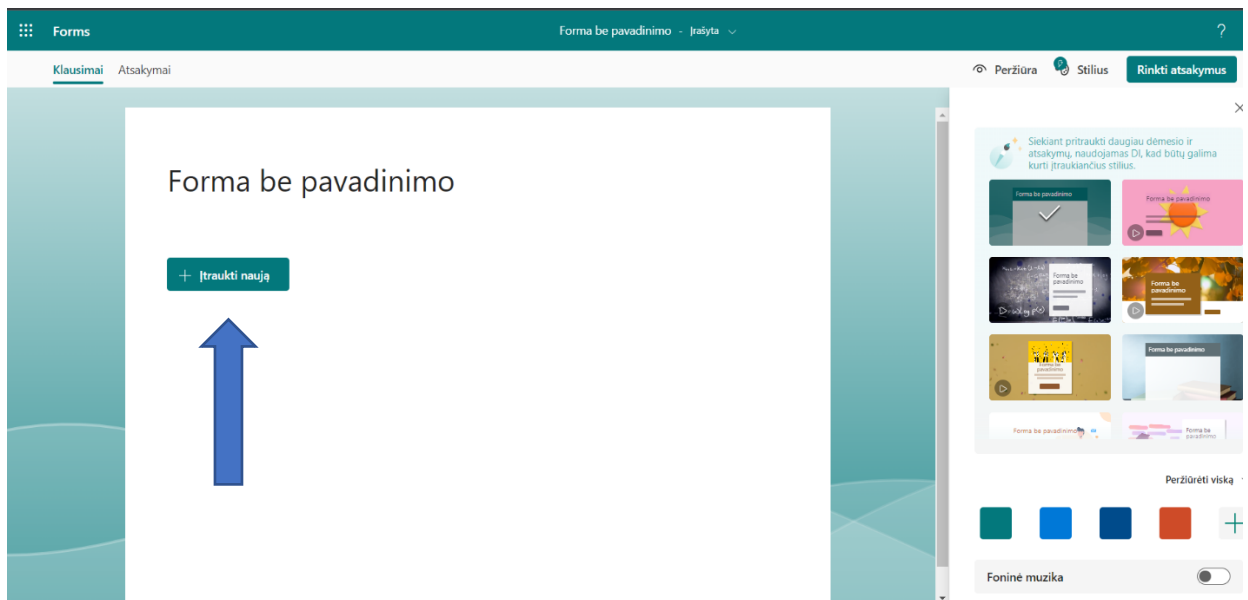 Forms
Forma be pavadinimo - Įrašyta
?
Klausimai Atsakymai
Peržiūra
Stilius
Rinkti atsakymus
Forma be pavadinimo
+ Įtraukti naują
Siekiant pritraukti daugiau dėmesio ir
atsakymų, naudojamas DI, kad būtų galima
kurti įtraukiančius stilius.
Forma be pavadinimo
Forma be pavadinimo
Forma be
pavadinimo
Forma be
pavadinimo
Forma be
pavadinimo
Forma be pavadinimo
Forma be pavadinimo
Forma be
pavadinimo
Peržiūrėti viską
Foninė muzika